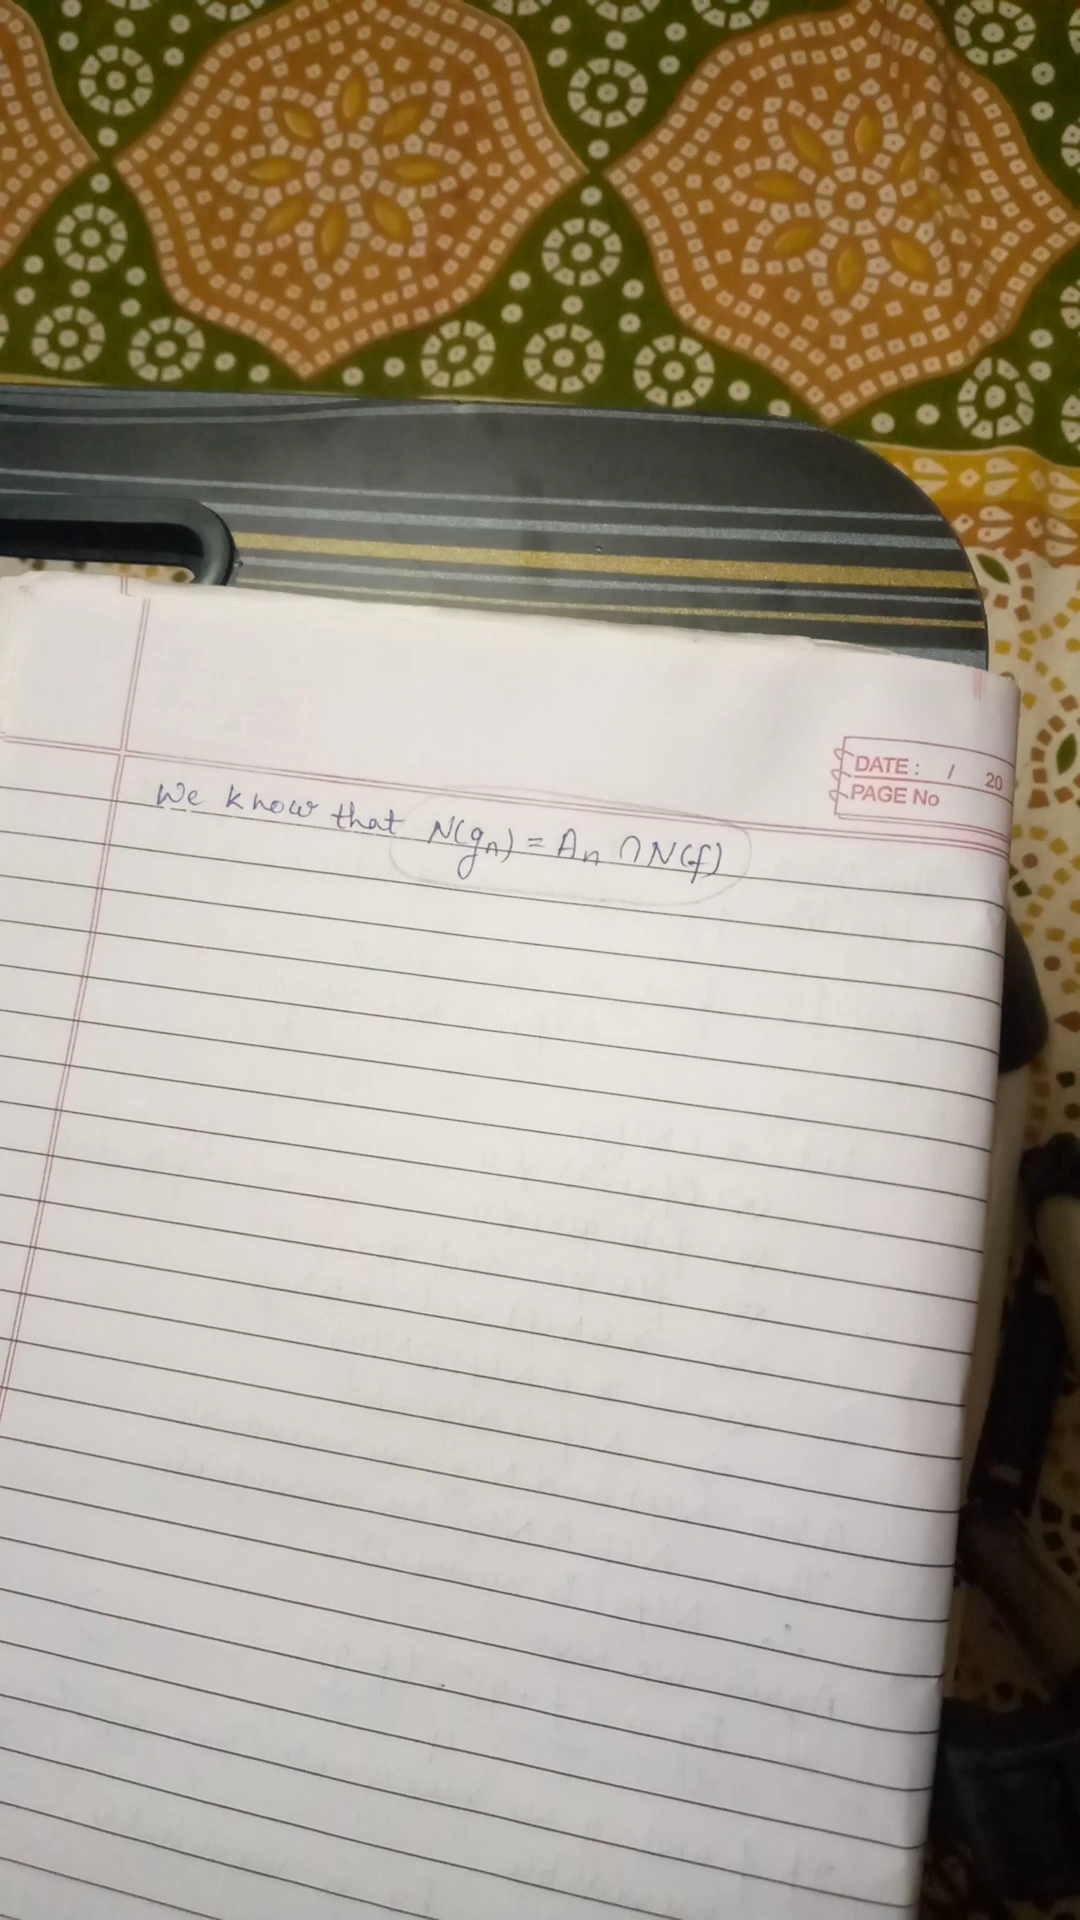 DATE: / 20
PAGE No
We know that N(gₙ) = Aₙ ∩ N(f)